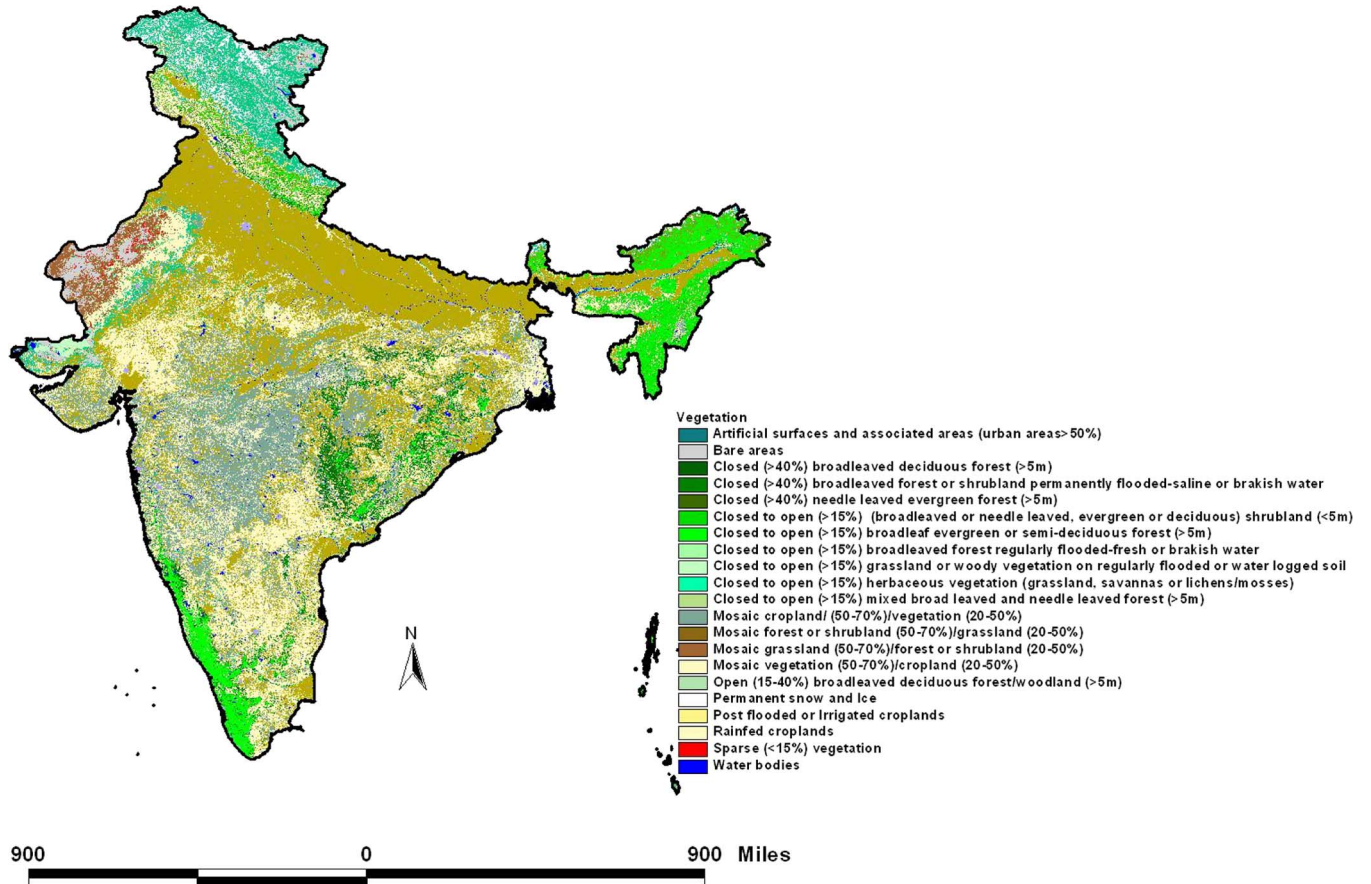 N
Vegetation
Artificial surfaces and associated areas (urban areas>50%)
Bare areas
Closed (>40%) broadleaved deciduous forest (>5m)
Closed (>40%) broadleaved forest or shrubland permanently flooded-saline or brakish water
Closed (>40%) needle leaved evergreen forest (>5m)
Closed to open (>15%) (broadleaved or needle leaved, evergreen or deciduous) shrubland (<5m)
Closed to open (>15%) broadleaf evergreen or semi-deciduous forest (>5m)
Closed to open (>15%) broadleaved forest regularly flooded-fresh or brakish water
Closed to open (>15%) grassland or woody vegetation on regularly flooded or water logged soil
Closed to open (>15%) herbaceous vegetation (grassland, savannas or lichens/mosses)
Closed to open (>15%) mixed broad leaved and needle leaved forest (>5m)
Mosaic cropland/ (50-70%)/vegetation (20-50%)
Mosaic forest or shrubland (50-70%)/grassland (20-50%)
Mosaic grassland (50-70%)/forest or shrubland (20-50%)
Mosaic vegetation (50-70%)/cropland (20-50%)
Open (15-40%) broadleaved deciduous forest/woodland (>5m)
Permanent snow and Ice
Post flooded or Irrigated croplands
Rainfed croplands
Sparse (<15%) vegetation
Water bodies
900 0 900 Miles